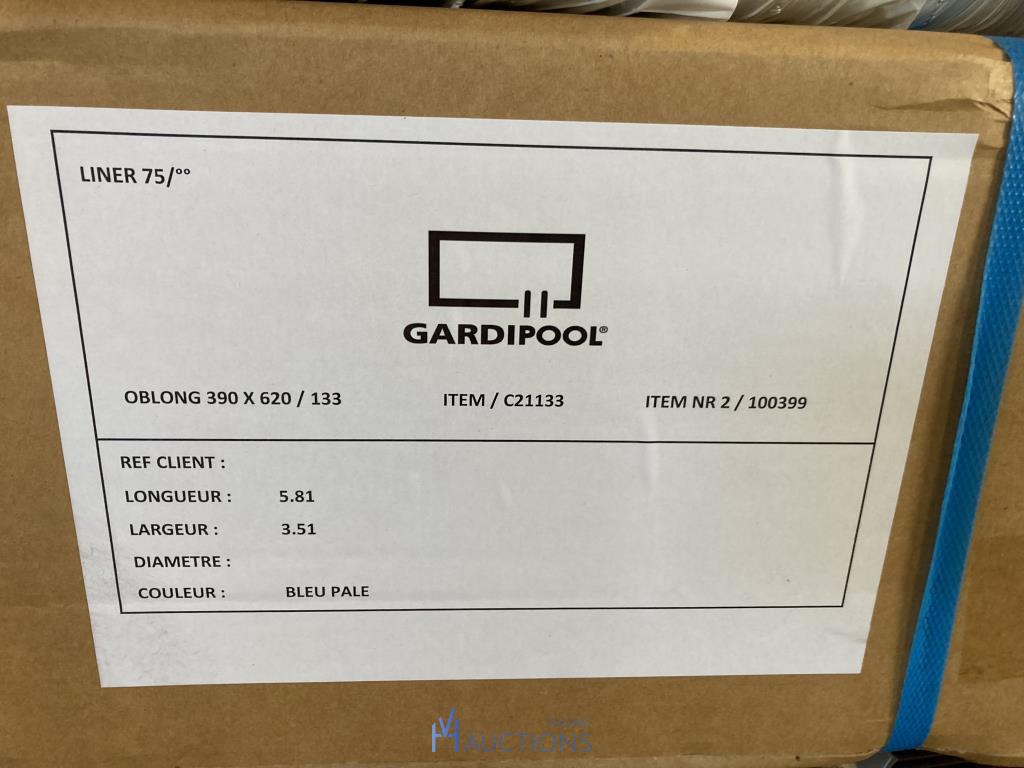 LINER 75/°°
GARDIPOOL®
OBLONG 390 X 620 / 133 ITEM / C21133 ITEM NR 2 / 100399
REF CLIENT :
LONGUEUR : 5.81
LARGEUR : 3.51
DIAMETRE :
COULEUR : BLEU PALE
AUCTIONS